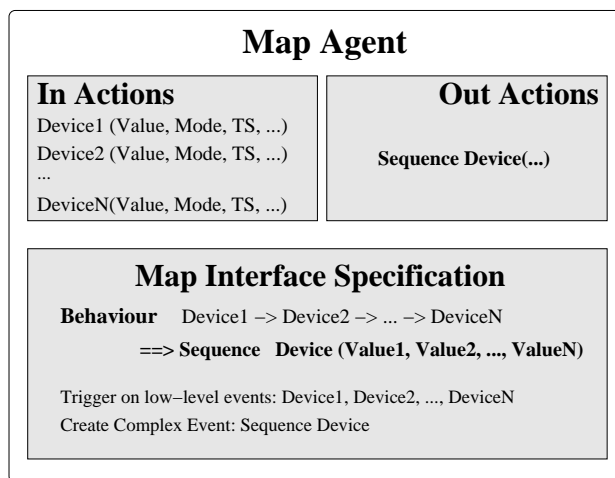 Map Agent
In Actions
Device1 (Value, Mode, TS, ...)
Device2 (Value, Mode, TS, ...)
...
DeviceN(Value, Mode, TS, ...)
Out Actions
Sequence Device(...)
Map Interface Specification
Behaviour Device1 −> Device2 −> ... −> DeviceN
==> Sequence Device (Value1, Value2, ..., ValueN)
Trigger on low−level events: Device1, Device2, ..., DeviceN
Create Complex Event: Sequence Device